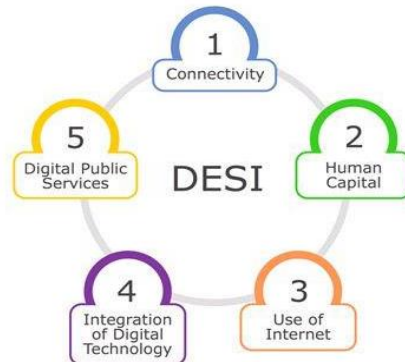 1
Connectivity
2
Human
Capital
3
Use of
Internet
4
Integration
of Digital
Technology
5
Digital Public
Services
DESI